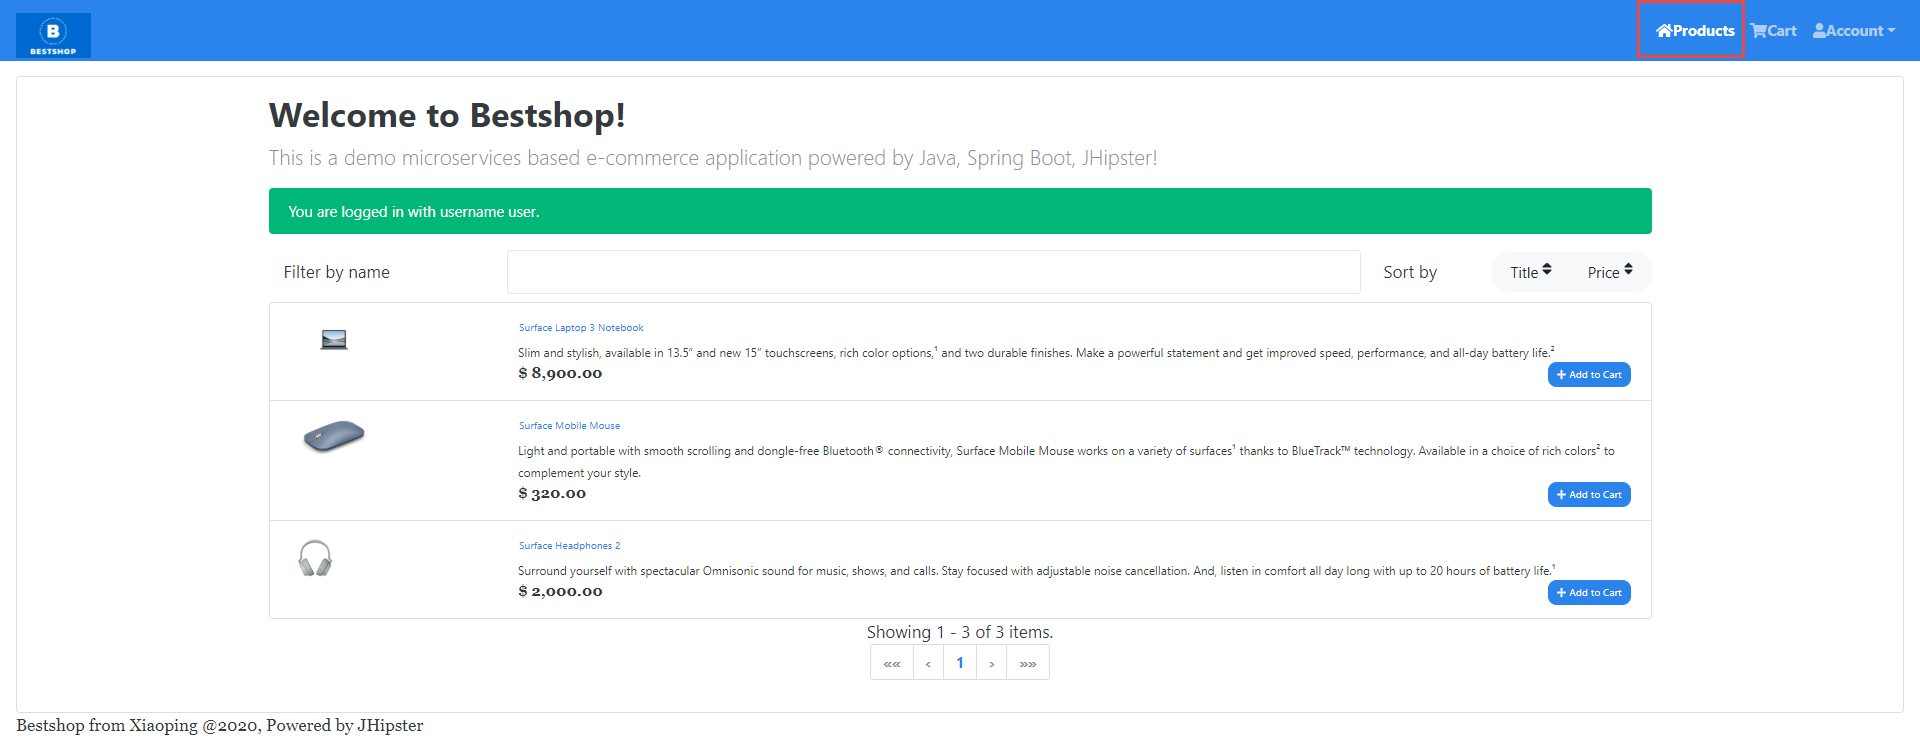 B
BESTSHOP
Products Cart Account
Welcome to Bestshop!
This is a demo microservices based e-commerce application powered by Java, Spring Boot, JHipster!
You are logged in with username user.
Filter by name Sort by Title Price
Surface Laptop 3 Notebook
Slim and stylish, available in 13.5” and new 15” touchscreens, rich color options,¹ and two durable finishes. Make a powerful statement and get improved speed, performance, and all-day battery life.²
$ 8,900.00
+ Add to Cart
Surface Mobile Mouse
Light and portable with smooth scrolling and dongle-free Bluetooth® connectivity, Surface Mobile Mouse works on a variety of surfaces¹ thanks to BlueTrack™ technology. Available in a choice of rich colors² to
complement your style.
$ 320.00
+ Add to Cart
Surface Headphones 2
Surround yourself with spectacular Omnisonic sound for music, shows, and calls. Stay focused with adjustable noise cancellation. And, listen in comfort all day long with up to 20 hours of battery life.¹
$ 2,000.00
+ Add to Cart
Showing 1 - 3 of 3 items.
«« ‹ 1 › »»
Bestshop from Xiaoping @2020, Powered by JHipster